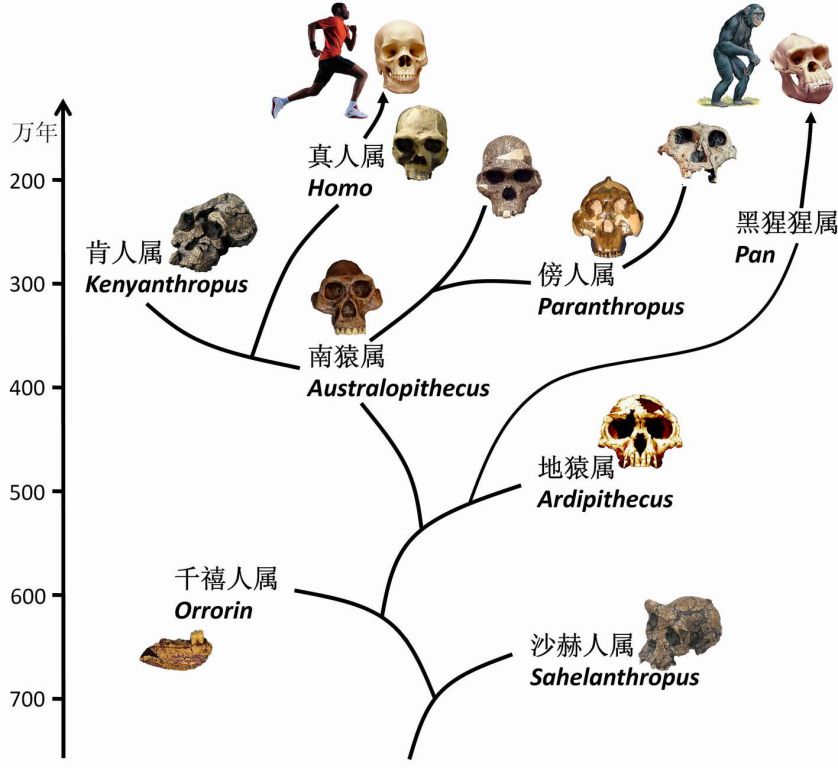 万年
200
300
400
500
600
700
真人属
Homo
肯人属
Kenyanthropus
黑猩猩属
Pan
傍人属
Paranthropus
南猿属
Australopithecus
地猿属
Ardipithecus
千禧人属
Orrorin
沙赫人属
Sahelanthropus